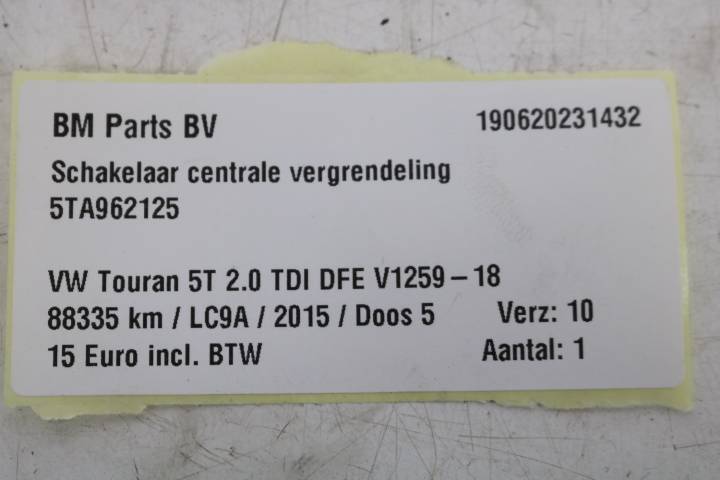 BM Parts BV 190620231432
Schakelaar centrale vergrendeling
5TA962125
VW Touran 5T 2.0 TDI DFE V1259 – 18
88335 km / LC9A / 2015 / Doos 5 Verz: 10
15 Euro incl. BTW Aantal: 1